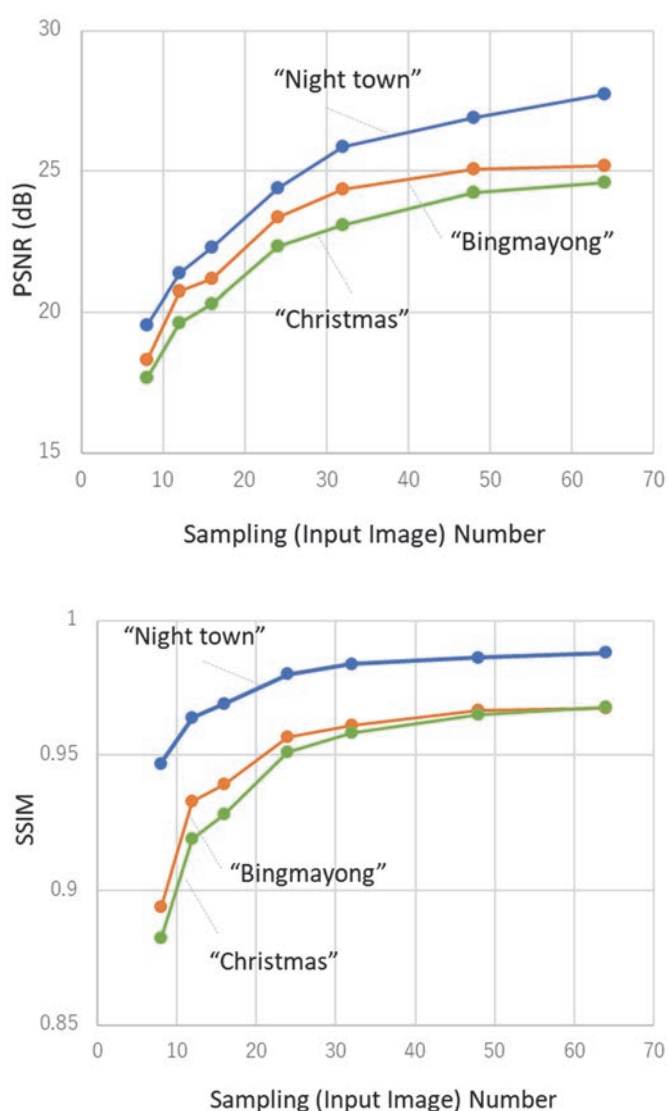 30
25
20
15
PSNR (dB)
“Night town”
“Bingmayong”
“Christmas”
0 10 20 30 40 50 60 70
Sampling (Input Image) Number
1
0.95
0.9
0.85
SSIM
“Night town”
“Bingmayong”
“Christmas”
0 10 20 30 40 50 60 70
Sampling (Input Image) Number